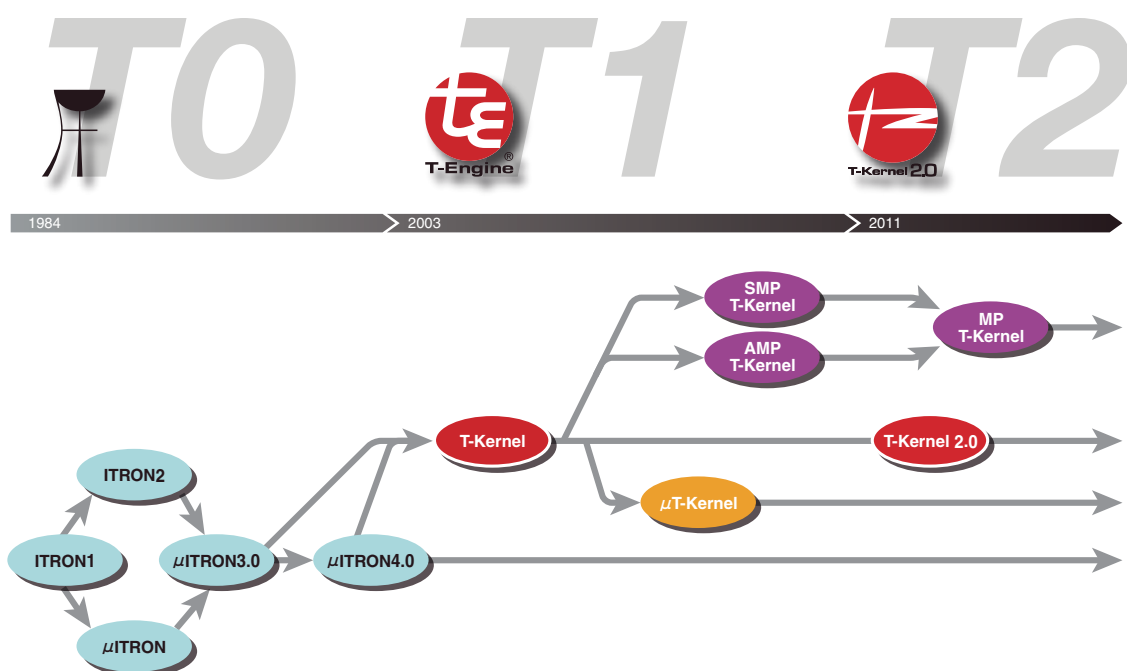 T0
T1
T2
te
T-Engine®
T-Kernel 2.0
1984
2003
2011
SMP
T-Kernel
AMP
T-Kernel
MP
T-Kernel
T-Kernel
T-Kernel 2.0
ITRON2
μT-Kernel
ITRON1
μITRON3.0
μITRON4.0
μITRON